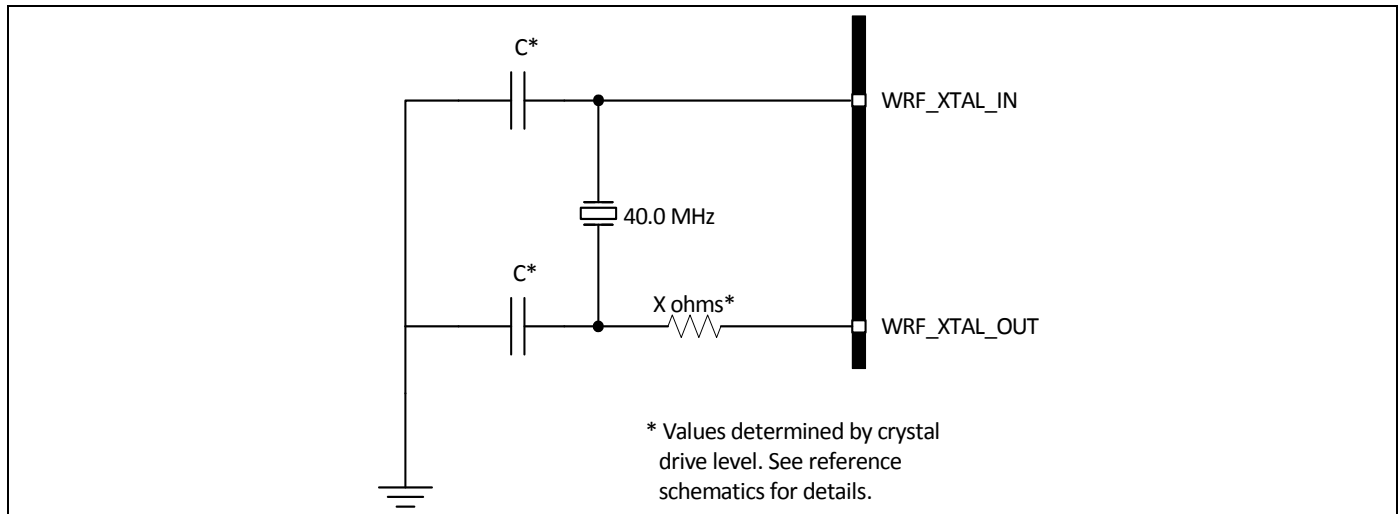 C*
WRF_XTAL_IN
40.0 MHz
C*
X ohms*
WRF_XTAL_OUT
* Values determined by crystal
drive level. See reference
schematics for details.